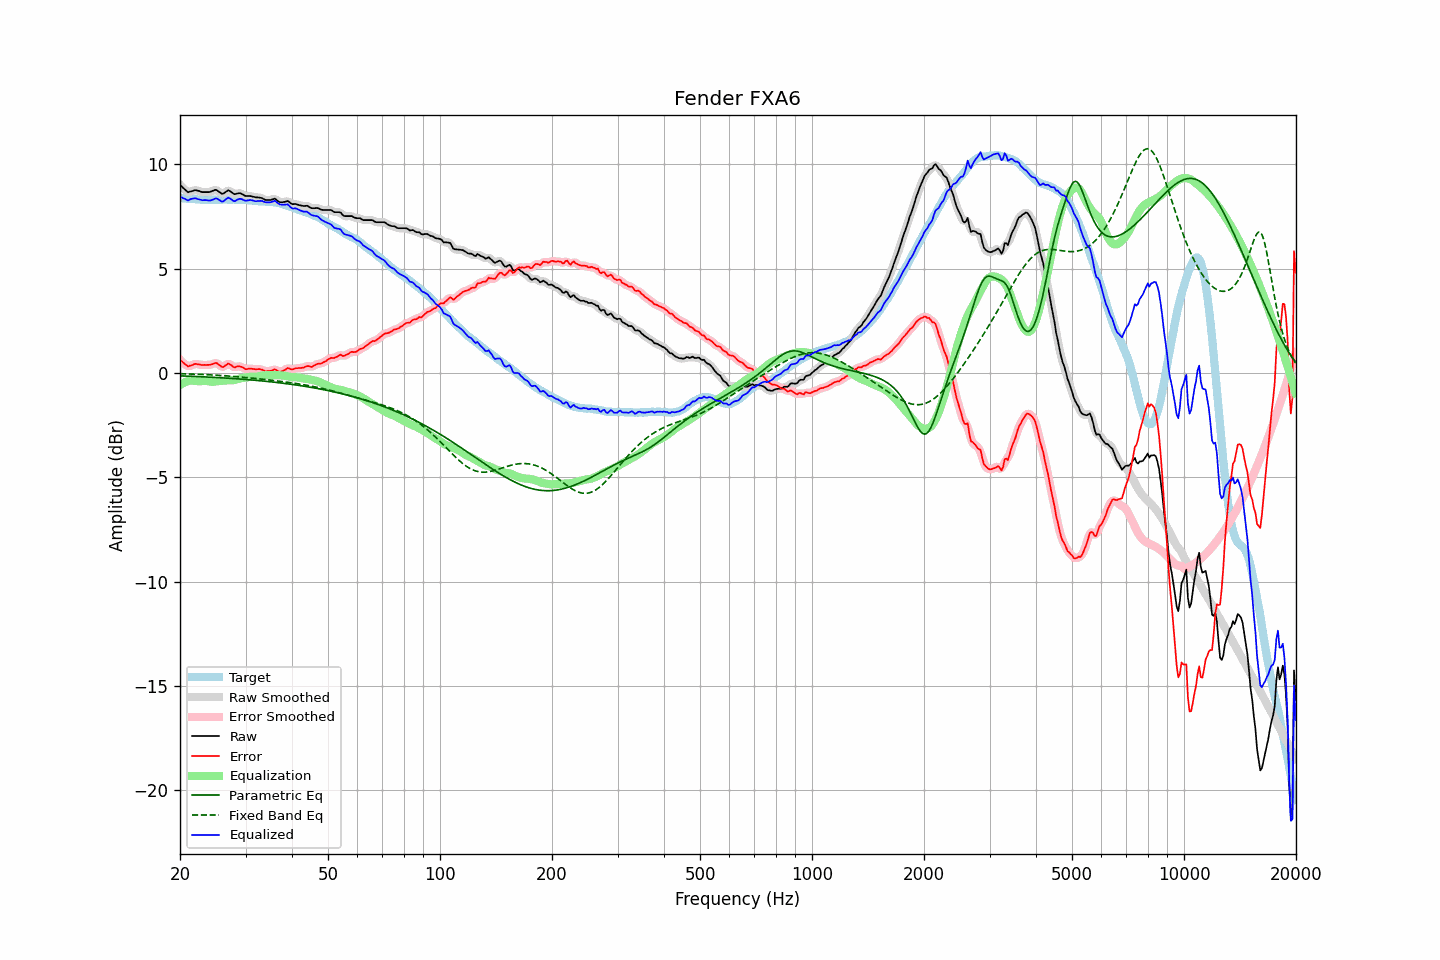 Fender FXA6
10
5
0
−5
−10
−15
−20
Amplitude (dBr)
Target
Raw Smoothed
Error Smoothed
Raw
Error
Equalization
Parametric Eq
Fixed Band Eq
Equalized
20 50 100 200 500 1000 2000 5000 10000 20000
Frequency (Hz)